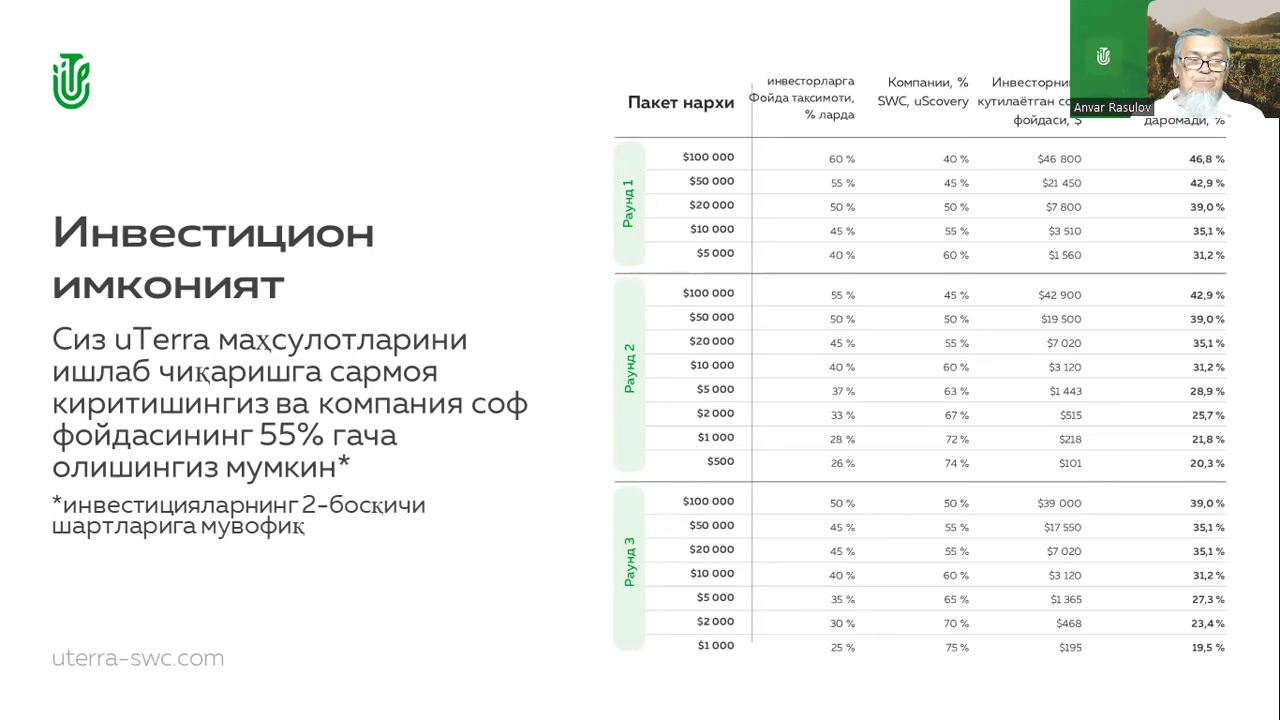 Инвестицион
имконият
Сиз uTerra маҳсулотларини
ишлаб чиқаришга сармоя
киритишингиз ва компания соф
фойдасининг 55% гача
олишингиз мумкин*
*инвестицияларнинг 2-босқичи
шартларига мувофиқ
uterra-swc.com
Пакет нархи
инвесторларга
Фойда тақсимоти,
% ларда
Компании, %
SWC, uScovery
кутилаётган
фойдаси, $
даромади, %
Раунд 1
$100 000 60 % 40 % $46 800 46,8 %
$50 000 55 % 45 % $21 450 42,9 %
$20 000 50 % 50 % $7 800 39,0 %
$10 000 45 % 55 % $3 510 35,1 %
$5 000 40 % 60 % $1 560 31,2 %
Раунд 2
$100 000 55 % 45 % $42 900 42,9 %
$50 000 50 % 50 % $19 500 39,0 %
$20 000 45 % 55 % $7 020 35,1 %
$10 000 40 % 60 % $3 120 31,2 %
$5 000 37 % 63 % $1 443 28,9 %
$2 000 33 % 67 % $515 25,7 %
$1 000 28 % 72 % $218 21,8 %
$500 26 % 74 % $101 20,3 %
Раунд 3
$100 000 50 % 50 % $39 000 39,0 %
$50 000 45 % 55 % $17 550 35,1 %
$20 000 45 % 55 % $7 020 35,1 %
$10 000 40 % 60 % $3 120 31,2 %
$5 000 35 % 65 % $1 365 27,3 %
$2 000 30 % 70 % $468 23,4 %
$1 000 25 % 75 % $195 19,5 %
Anvar Rasulov